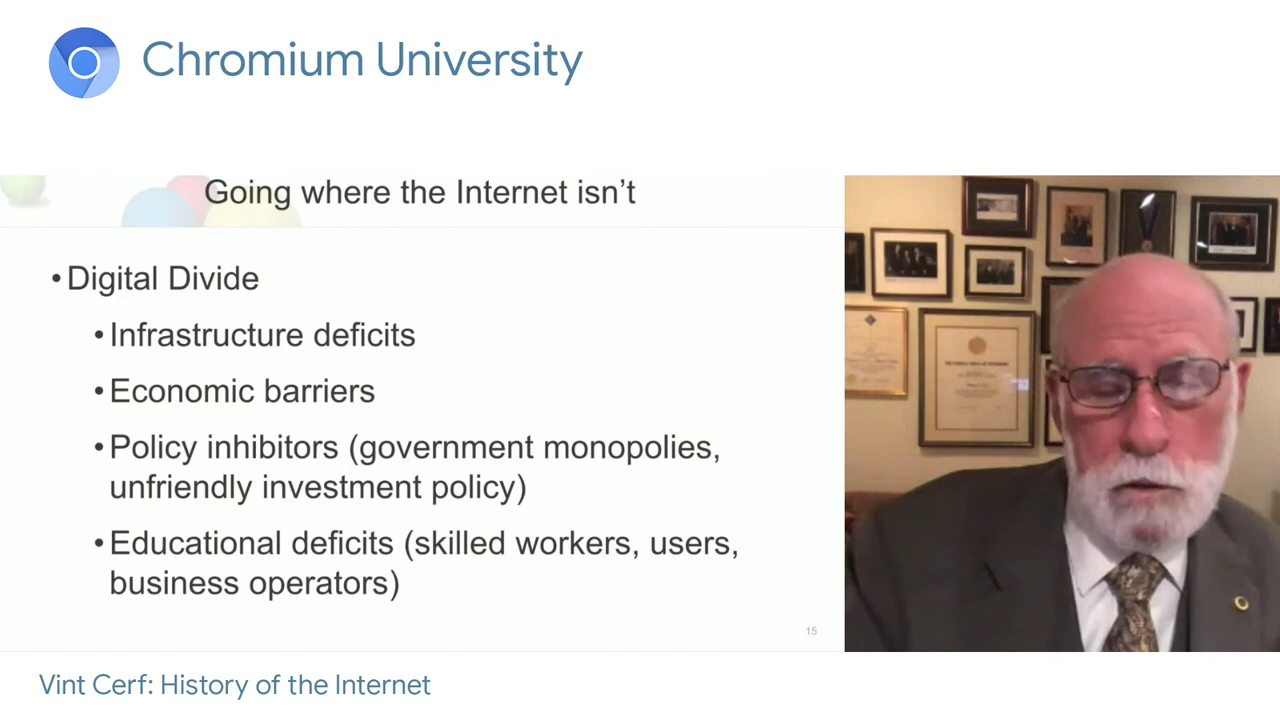 Chromium University
Going where the Internet isn't
• Digital Divide
• Infrastructure deficits
• Economic barriers
• Policy inhibitors (government monopolies,
unfriendly investment policy)
• Educational deficits (skilled workers, users,
business operators)
15
Vint Cerf: History of the Internet